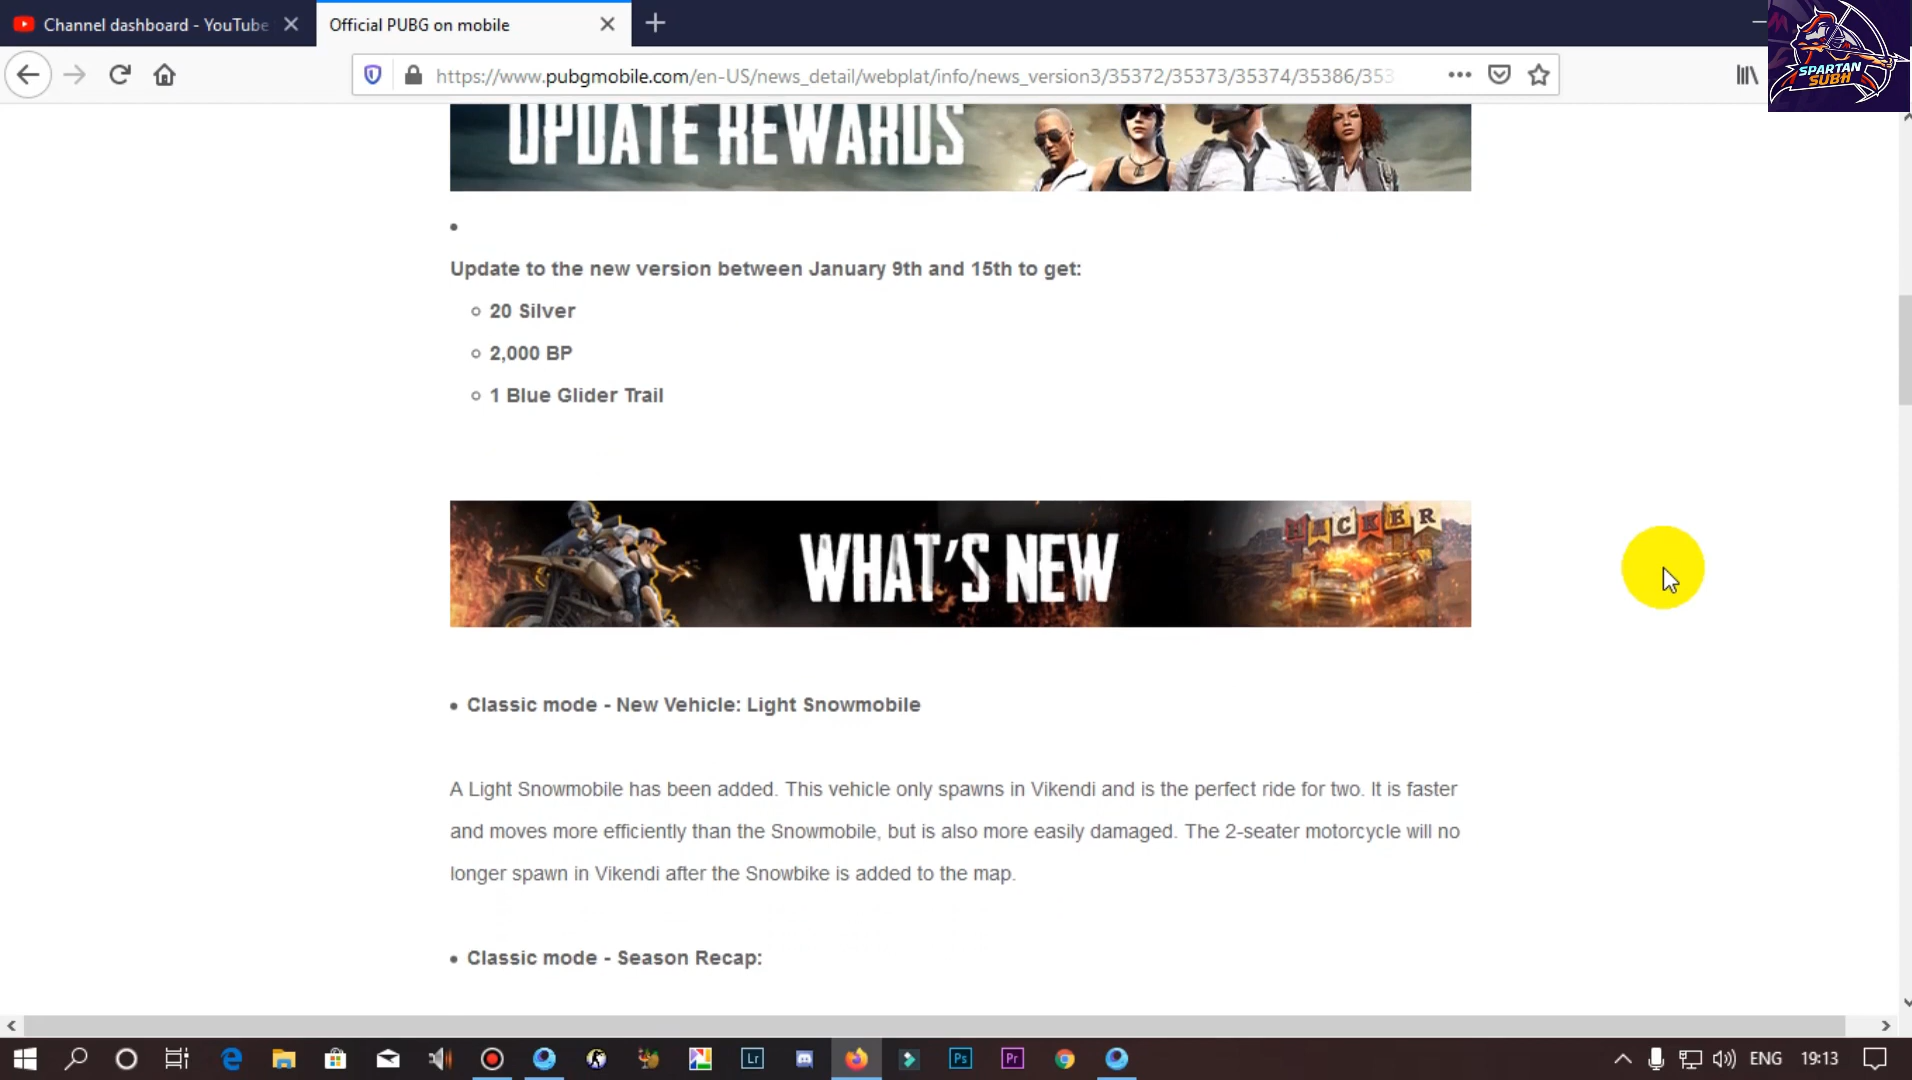 Channel dashboard - YouTube
Official PUBG on mobile
https://www.pubgmobile.com/en-US/news_detail/webplat/info/news_version3/35372/35373/35374/35386/353
SPARTAN
SUBH
UPDATE REWARDS
Update to the new version between January 9th and 15th to get:
20 Silver
2,000 BP
1 Blue Glider Trail
WHAT'S NEW
HACKER
Classic mode - New Vehicle: Light Snowmobile
A Light Snowmobile has been added. This vehicle only spawns in Vikendi and is the perfect ride for two. It is faster
and moves more efficiently than the Snowmobile, but is also more easily damaged. The 2-seater motorcycle will no
longer spawn in Vikendi after the Snowbike is added to the map.
Classic mode - Season Recap:
Lr
Ps
Pr
ENG
19:13